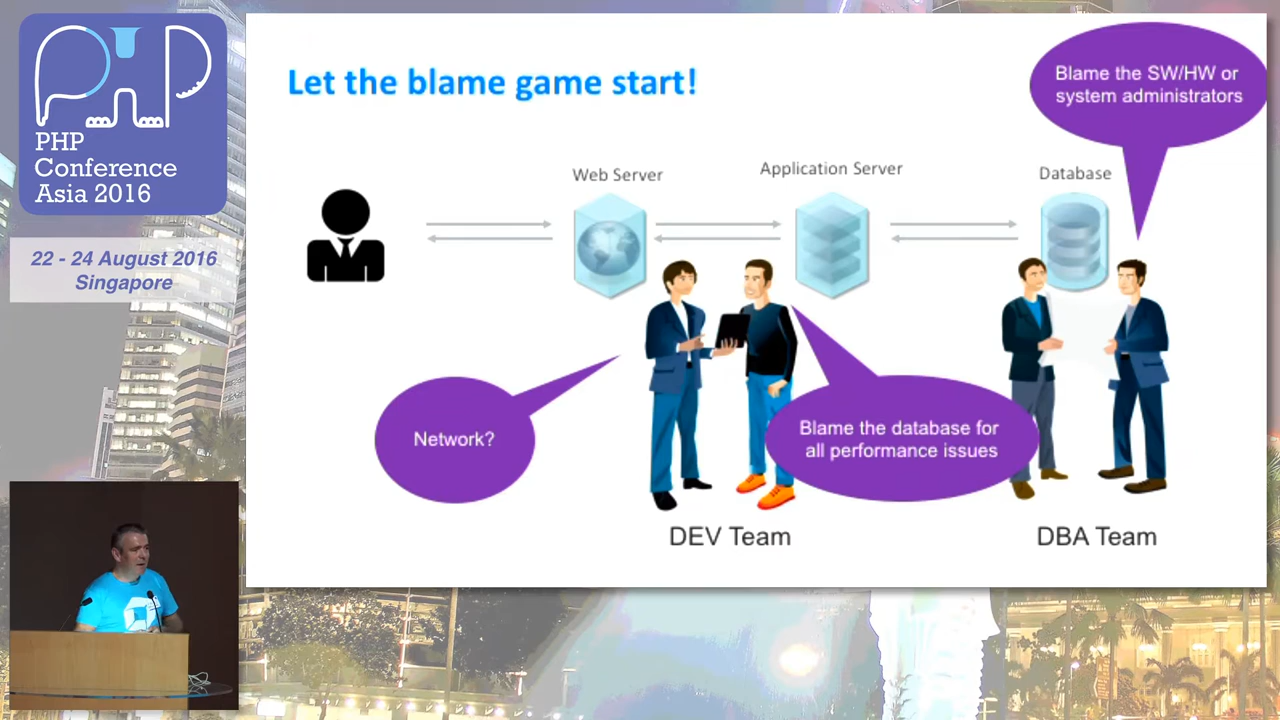 PHP
PHP
Conference
Asia 2016
22 - 24 August 2016
Singapore
Let the blame game start!
Blame the SW/HW or
system administrators
Web Server
Application Server
Database
Network?
Blame the database for
all performance issues
DEV Team
DBA Team